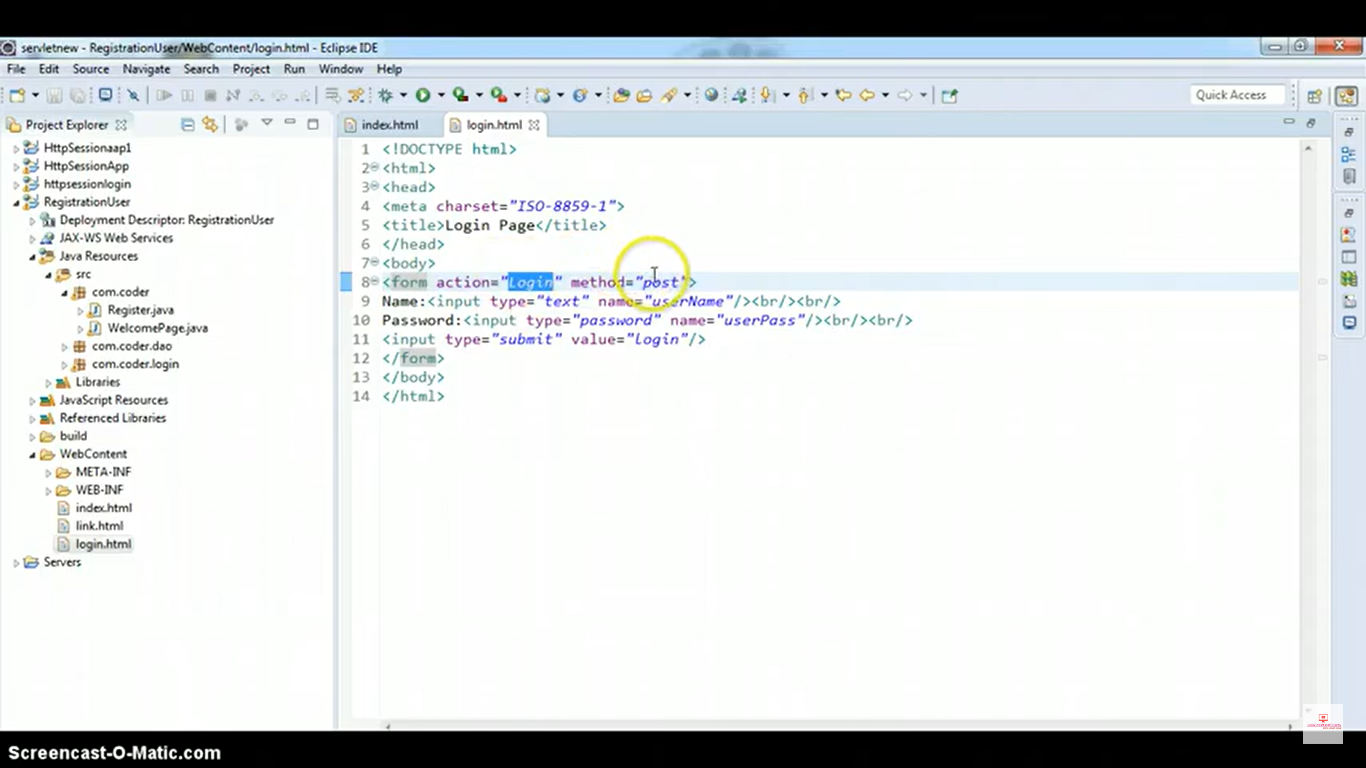 servletnew - RegistrationUser/WebContent/login.html - Eclipse IDE
File Edit Source Navigate Search Project Run Window Help
Quick Access
Project Explorer
index.html login.html
HttpSessionaap1
HttpSessionApp
httpsessionlogin
RegistrationUser
Deployment Descriptor: RegistrationUser
JAX-WS Web Services
Java Resources
src
com.coder
Register.java
WelcomePage.java
com.coder.dao
com.coder.login
Libraries
JavaScript Resources
Referenced Libraries
build
WebContent
META-INF
WEB-INF
index.html
link.html
login.html
Servers
1 <!DOCTYPE html>
2 <html>
3 <head>
4 <meta charset="ISO-8859-1">
5 <title>Login Page</title>
6 </head>
7 <body>
8 <form action="Login" method="post">
9 Name:<input type="text" name="userName"/><br/><br/>
10 Password:<input type="password" name="userPass"/><br/><br/>
11 <input type="submit" value="login"/>
12 </form>
13 </body>
14 </html>
Screencast-O-Matic.com